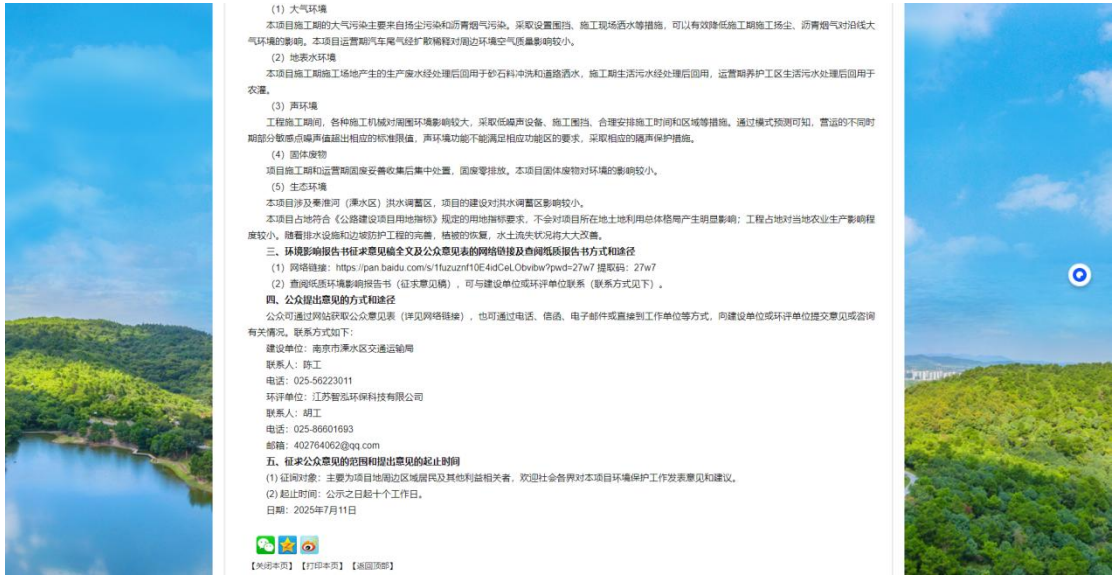 （1）大气环境
本项目施工期的大气污染主要来自扬尘污染和沥青烟气污染。采取设置围挡、施工现场洒水等措施，可以有效降低施工期施工扬尘、沥青烟气对沿线大
气环境的影响。本项目运营期汽车尾气经扩散稀释对周边环境空气质量影响较小。
（2）地表水环境
本项目施工期施工场地产生的生产废水经处理后回用于砂石料冲洗和道路洒水，施工期生活污水经处理后回用，运营期养护工区生活污水处理后回用于
农灌。
（3）声环境
工程施工期间，各种施工机械对周围环境影响较大，采取低噪声设备、施工围挡、合理安排施工时间和区域等措施。通过模式预测可知，营运的不同时
期部分敏感点噪声值超出相应的标准限值，声环境功能不能满足相应功能区的要求，采取相应的隔声保护措施。
（4）固体废物
项目施工期和运营期固废妥善收集后集中处置，固废零排放。本项目固体废物对环境的影响较小。
（5）生态环境
本项目涉及秦淮河（溧水区）洪水调蓄区，项目的建设对洪水调蓄区影响较小。
本项目占地符合《公路建设项目用地指标》规定的用地指标要求，不会对项目所在地土地利用总体格局产生明显影响；工程占地对当地农业生产影响程
度较小。随着排水设施和边坡防护工程的完善，植被的恢复，水土流失状况将大大改善。
三、环境影响报告书征求意见稿全文及公众意见表的网络链接及查阅纸质报告书方式和途径
（1）网络链接：https://pan.baidu.com/s/1fuzuznf10E4idCeLObvibw?pwd=27w7 提取码：27w7
（2）查阅纸质环境影响报告书（征求意见稿），可与建设单位或环评单位联系（联系方式见下）。
四、公众提出意见的方式和途径
公众可通过网站获取公众意见表（详见网络链接），也可通过电话、信函、电子邮件或直接到工作单位等方式，向建设单位或环评单位提交意见或咨询
有关情况。联系方式如下：
建设单位：南京市溧水区交通运输局
联系人：陈工
电话：025-56223011
环评单位：江苏智泓环保科技有限公司
联系人：胡工
电话：025-86601693
邮箱：402764062@qq.com
五、征求公众意见的范围和提出意见的起止时间
(1) 征询对象：主要为项目地周边区域居民及其他利益相关者，欢迎社会各界对本项目环境保护工作发表意见和建议。
(2) 起止时间：公示之日起十个工作日。
日期：2025年7月11日
【关闭本页】【打印本页】【返回顶部】